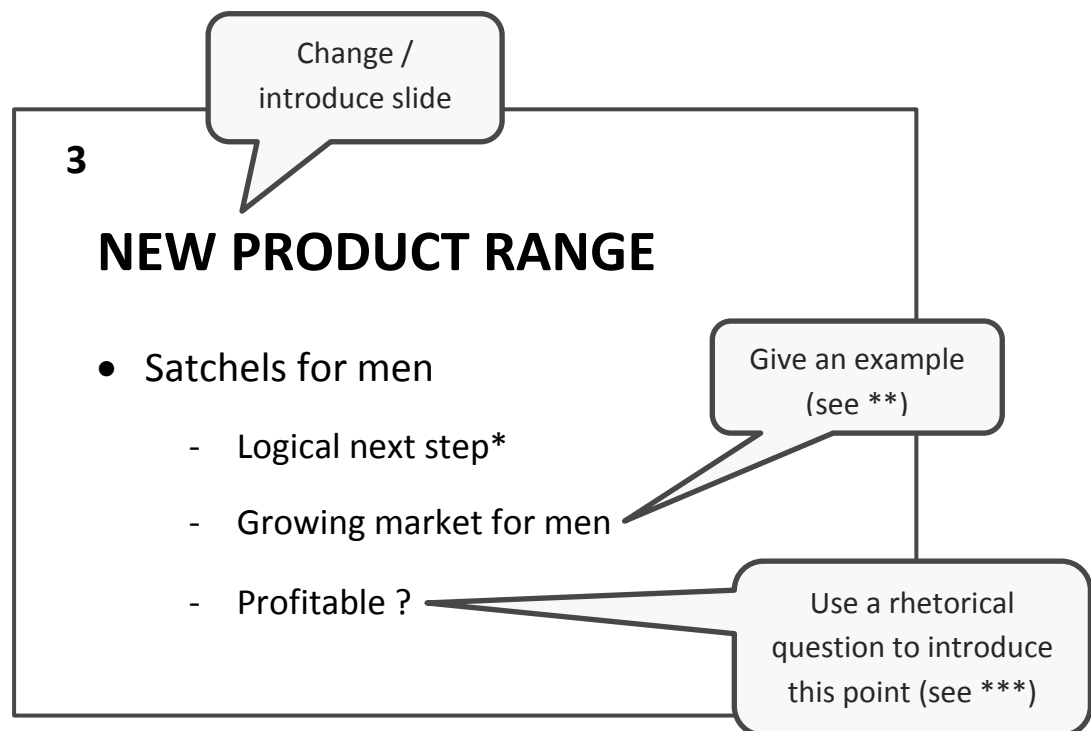 Change /
introduce slide
3
NEW PRODUCT RANGE
• Satchels for men
Give an example
(see **)
- Logical next step*
- Growing market for men
- Profitable ?
Use a rhetorical
question to introduce
this point (see ***)